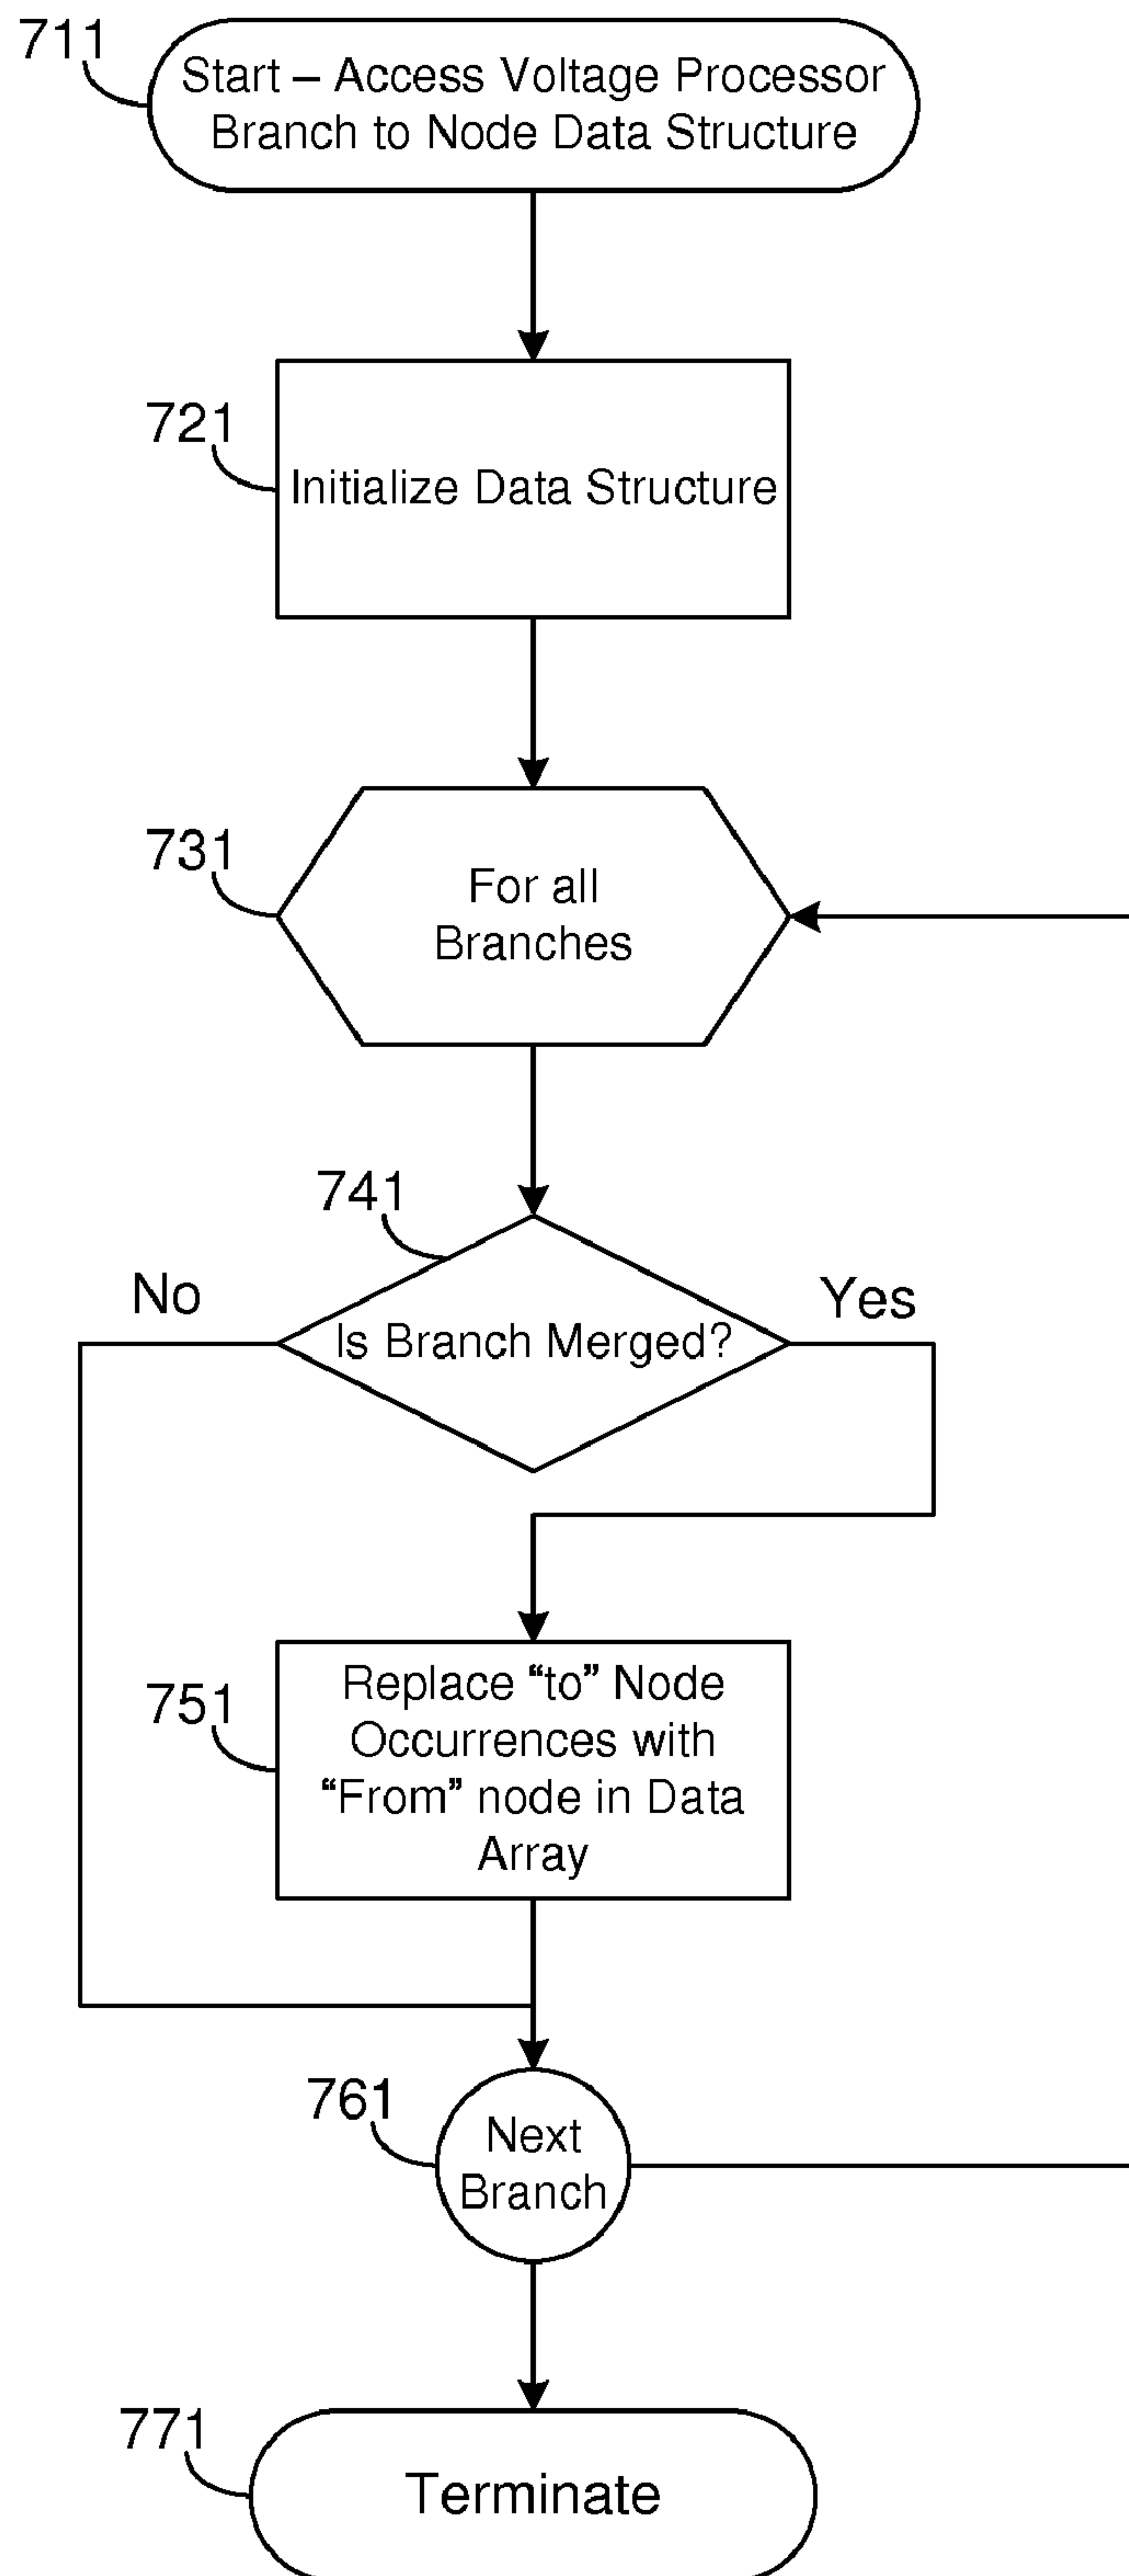 711
Start – Access Voltage Processor
Branch to Node Data Structure
721
Initialize Data Structure
731
For all
Branches
741
No
Yes
Is Branch Merged?
751
Replace “to” Node
Occurrences with
“From” node in Data
Array
761
Next
Branch
771
Terminate